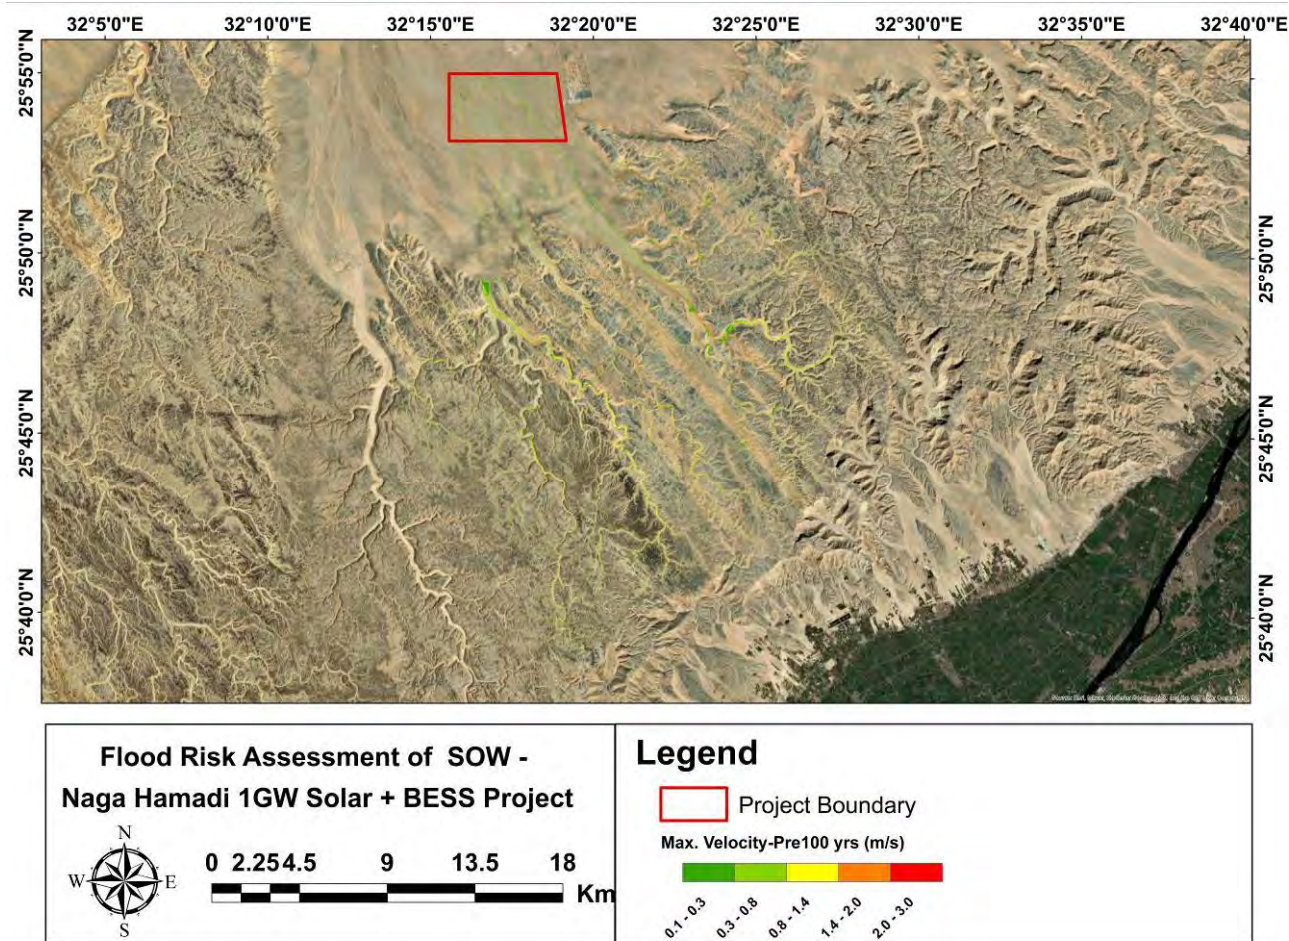 32°5'0"E 32°10'0"E 32°15'0"E 32°20'0"E 32°25'0"E 32°30'0"E 32°35'0"E 32°40'0"E
25°55'0"N
25°50'0"N 25°50'0"N
25°45'0"N 25°45'0"N
25°40'0"N 25°40'0"N
Flood Risk Assessment of SOW -
Naga Hamadi 1GW Solar + BESS Project
N
W E
S
0 2.25 4.5 9 13.5 18
Km
Legend
Project Boundary
Max. Velocity-Pre100 yrs (m/s)
0.1 - 0.3
0.3 - 0.8
0.8 - 1.4
1.4 - 2.0
2.0 - 3.0